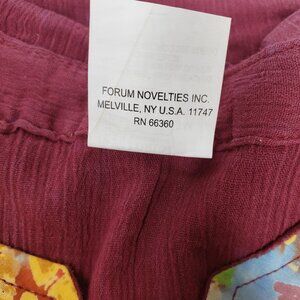 FORUM NOVELTIES INC.
MELVILLE, NY U.S.A. 11747
RN 66360